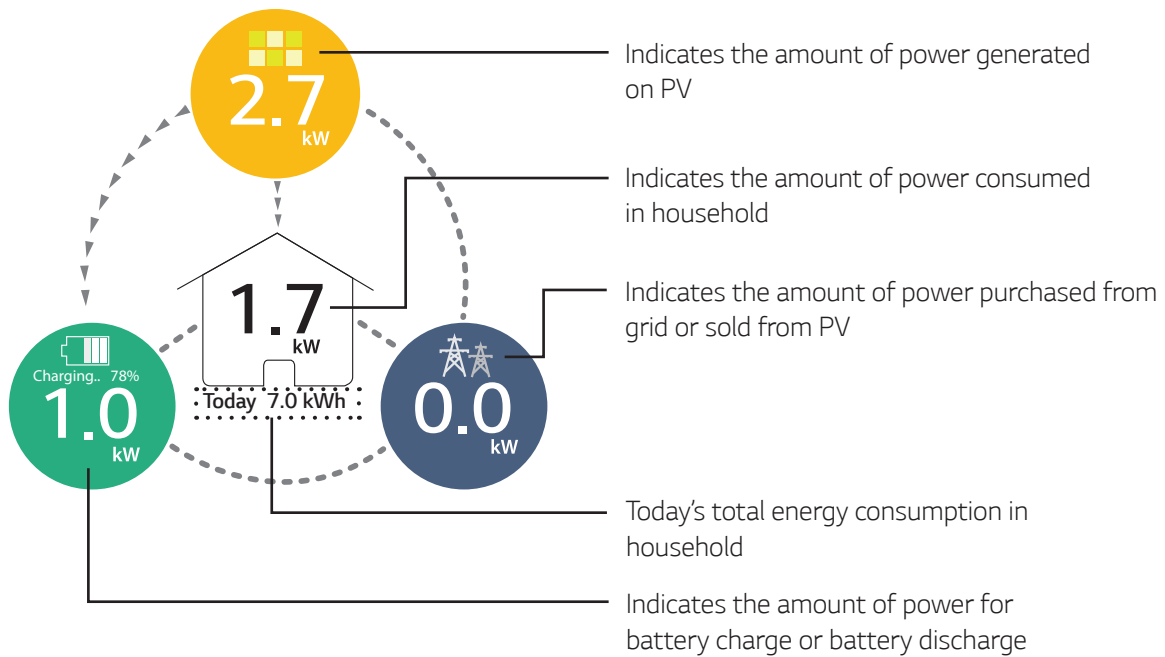 2.7
kW
Indicates the amount of power generated
on PV
1.7
kW
Indicates the amount of power consumed
in household
Indicates the amount of power purchased from
grid or sold from PV
Charging.. 78%
1.0
kW
Today 7.0 kWh
0.0
kW
Today's total energy consumption in
household
Indicates the amount of power for
battery charge or battery discharge